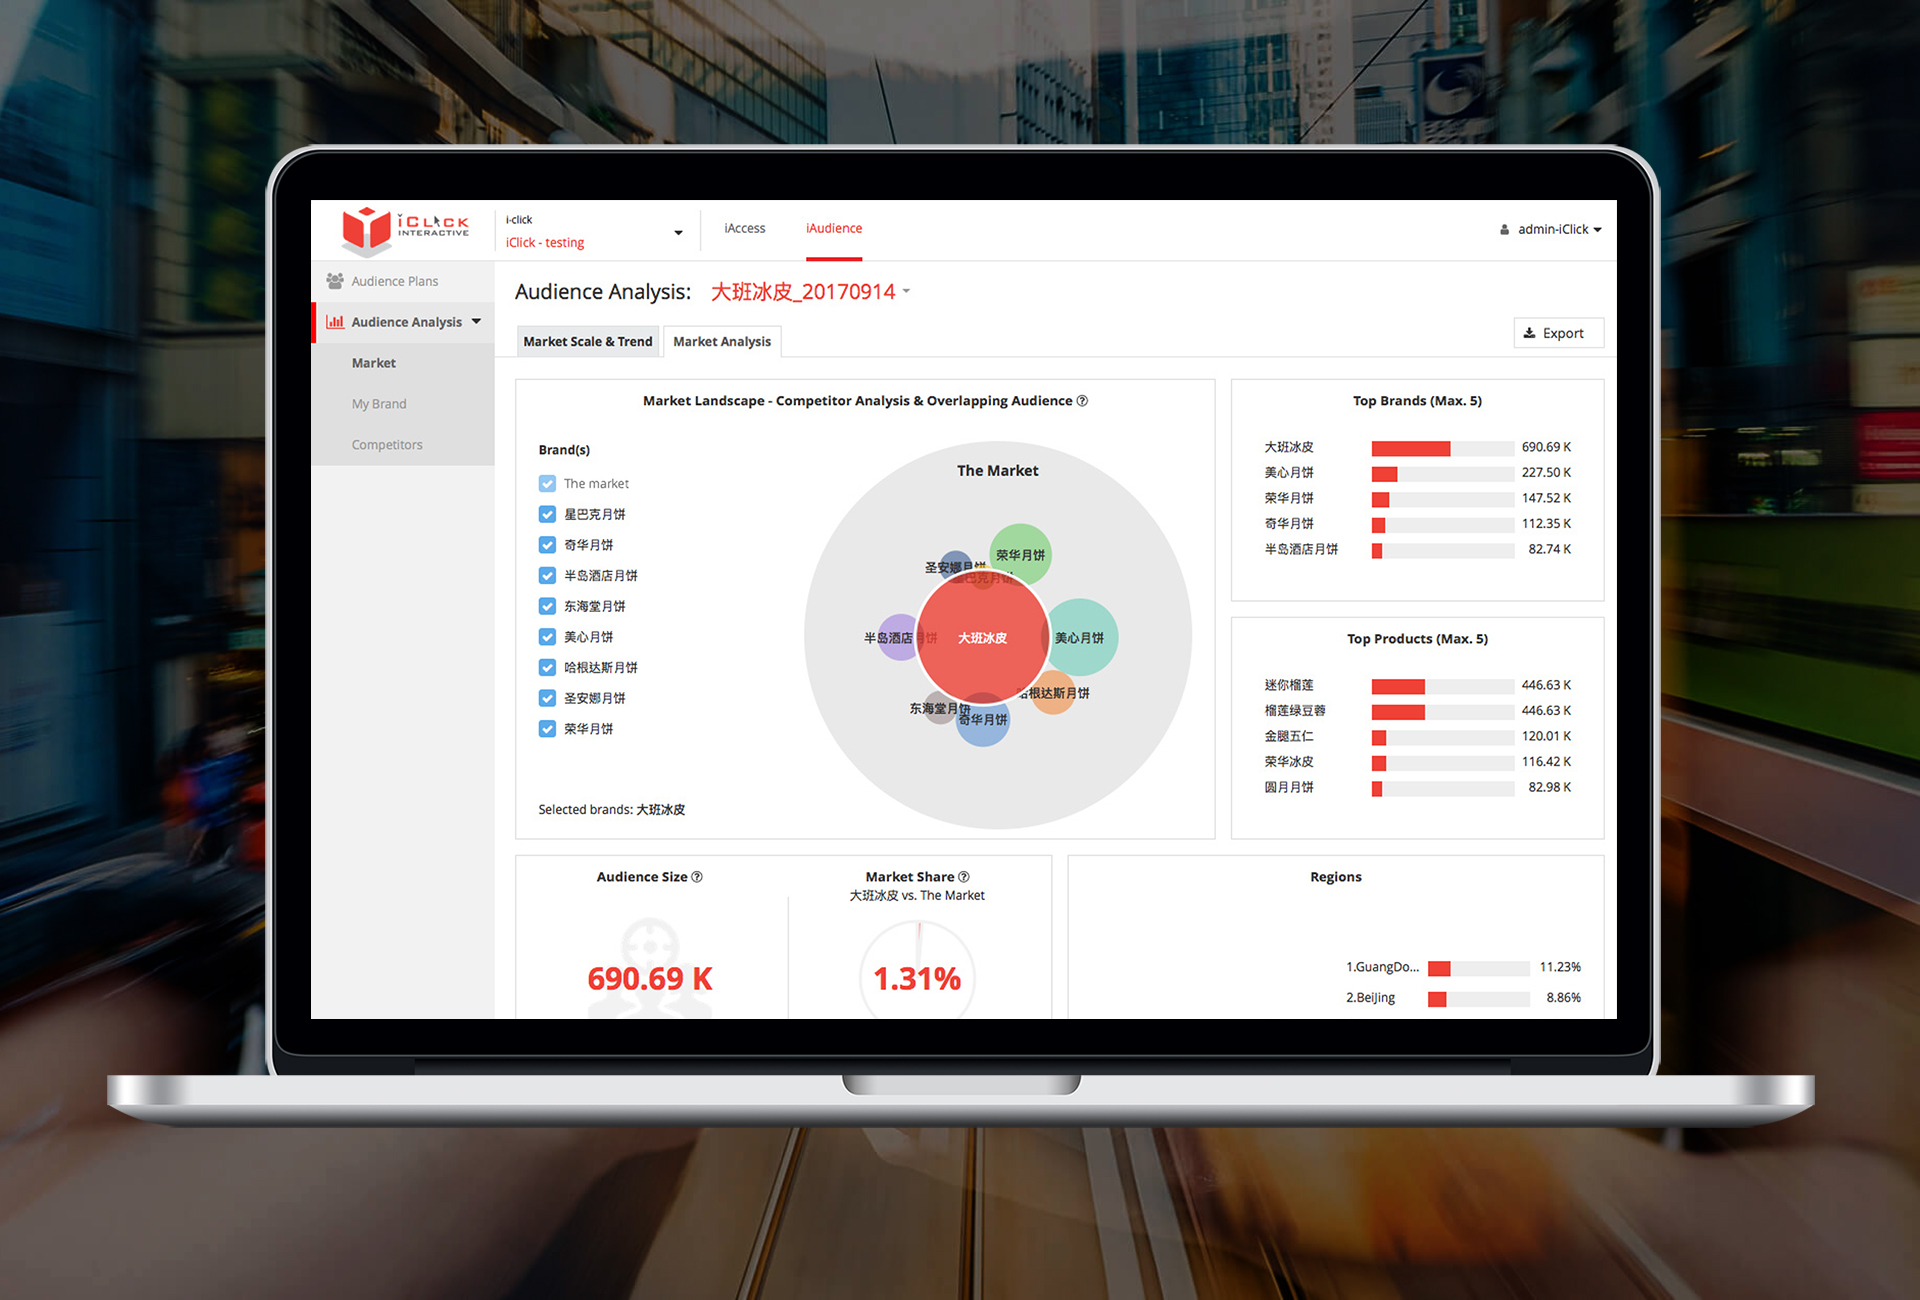 iCLICK
INTERACTIVE
i-click
iClick - testing
iAccess
iAudience
admin-iClick
Audience Plans
Audience Analysis
Market
My Brand
Competitors
Audience Analysis: 大班冰皮_20170914
Market Scale & Trend
Market Analysis
Export
Market Landscape - Competitor Analysis & Overlapping Audience
Brand(s)
The market
星巴克月饼
奇华月饼
半岛酒店月饼
东海堂月饼
美心月饼
哈根达斯月饼
圣安娜月饼
荣华月饼
Selected brands: 大班冰皮
The Market
荣华月饼
圣安娜月饼
星巴克月饼
半岛酒店月饼
大班冰皮
美心月饼
哈根达斯月饼
东海堂月饼
奇华月饼
Top Brands (Max. 5)
大班冰皮 690.69 K
美心月饼 227.50 K
荣华月饼 147.52 K
奇华月饼 112.35 K
半岛酒店月饼 82.74 K
Top Products (Max. 5)
迷你榴莲 446.63 K
榴莲绿豆蓉 446.63 K
金腿五仁 120.01 K
荣华冰皮 116.42 K
圆月月饼 82.98 K
Audience Size
690.69 K
Market Share
大班冰皮 vs. The Market
1.31%
Regions
1.GuangDo... 11.23%
2.BeiJing 8.86%